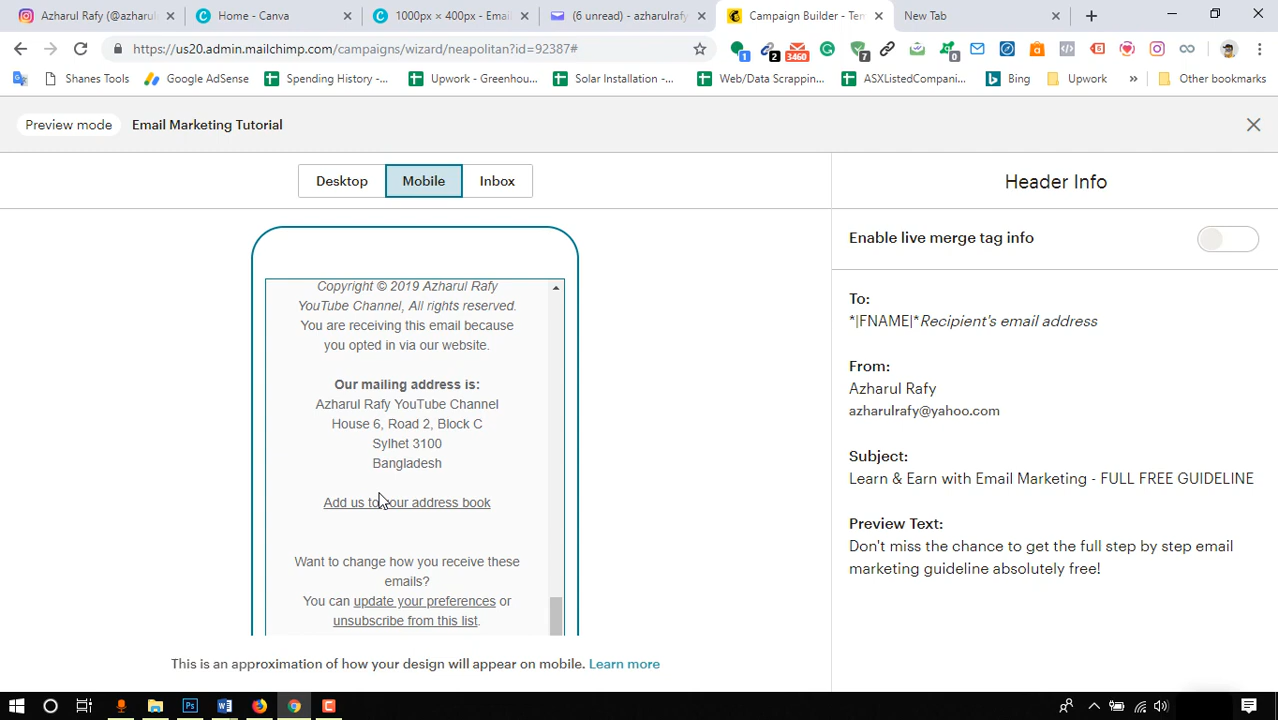 Azharul Rafy (@azharul
Home - Canva
1000px × 400px - Emai
(6 unread) - azharulrafy
Campaign Builder - Ten
New Tab
https://us20.admin.mailchimp.com/campaigns/wizard/neapolitan?id=92387#
1
2
3460
7
0
6
Shanes Tools
Google AdSense
Spending History -...
Upwork - Greenhou...
Solar Installation -...
Web/Data Scrappin...
ASXListedCompani...
Bing
Upwork
»
Other bookmarks
Preview mode
Email Marketing Tutorial
Desktop
Mobile
Inbox
Header Info
Enable live merge tag info
Copyright © 2019 Azharul Rafy
YouTube Channel, All rights reserved.
You are receiving this email because
you opted in via our website.
Our mailing address is:
Azharul Rafy YouTube Channel
House 6, Road 2, Block C
Sylhet 3100
Bangladesh
Add us to your address book
Want to change how you receive these
emails?
You can update your preferences or
unsubscribe from this list.
To:
*|FNAME|*Recipient's email address
From:
Azharul Rafy
azharulrafy@yahoo.com
Subject:
Learn & Earn with Email Marketing - FULL FREE GUIDELINE
Preview Text:
Don't miss the chance to get the full step by step email
marketing guideline absolutely free!
This is an approximation of how your design will appear on mobile. Learn more